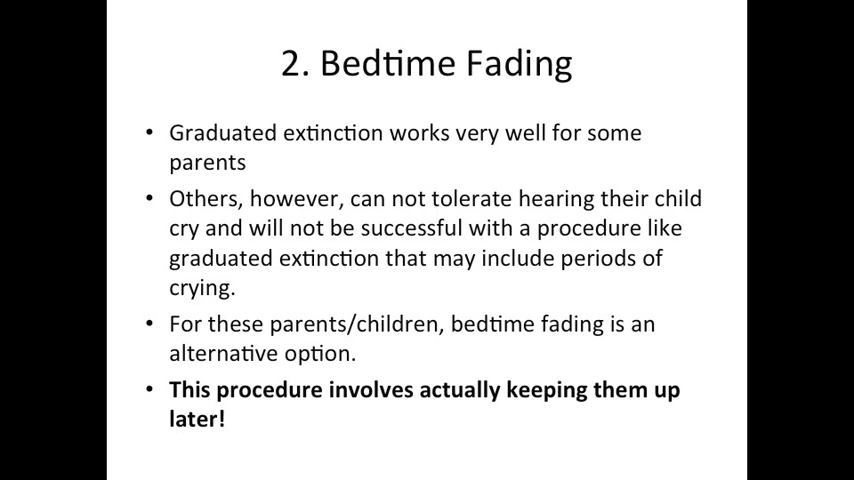 2. Bedtime Fading
• Graduated extinction works very well for some
parents
• Others, however, can not tolerate hearing their child
cry and will not be successful with a procedure like
graduated extinction that may include periods of
crying.
• For these parents/children, bedtime fading is an
alternative option.
• This procedure involves actually keeping them up
later!